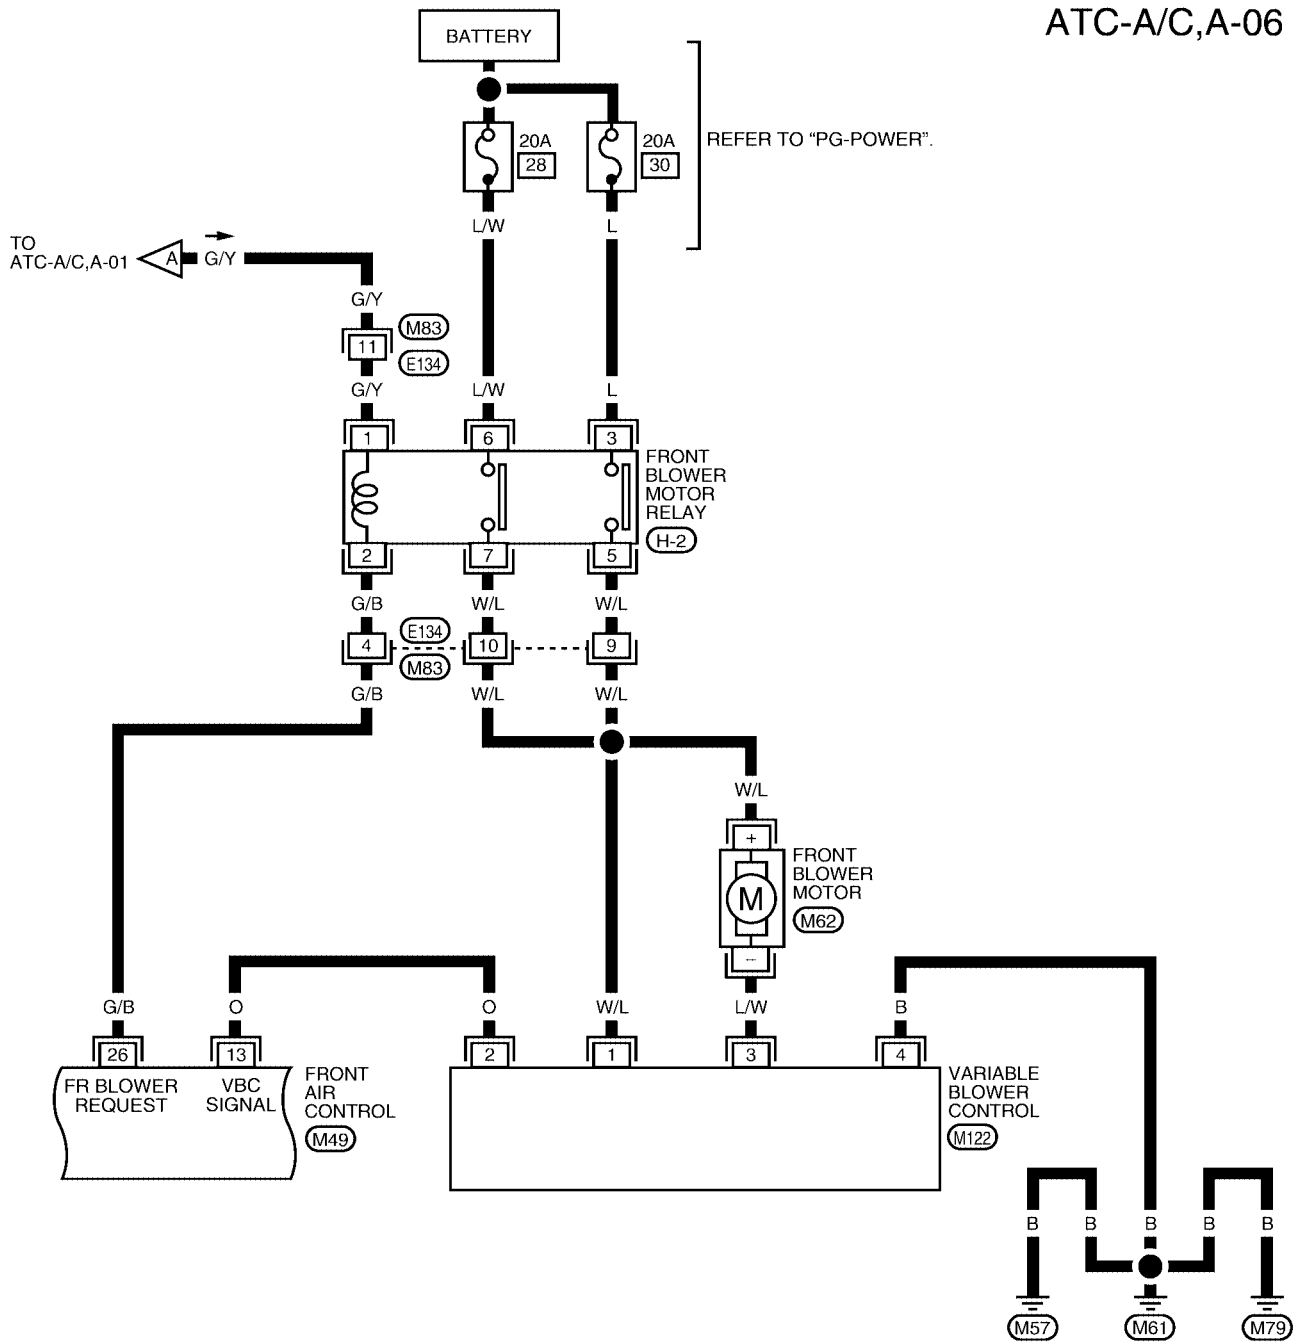 ATC-A/C,A-06
BATTERY
20A
28
20A
30
REFER TO “PG-POWER”.
L/W
L
TO
ATC-A/C,A-01
A
G/Y
G/Y
M83
11
E134
G/Y
L/W
L
1
6
3
FRONT
BLOWER
MOTOR
RELAY
H-2
2
7
5
G/B
W/L
W/L
4
E134
10
9
M83
G/B
W/L
W/L
W/L
+
M
FRONT
BLOWER
MOTOR
M62
–
G/B
O
O
W/L
L/W
B
26
13
2
1
3
4
FR BLOWER
REQUEST
VBC
SIGNAL
FRONT
AIR
CONTROL
M49
VARIABLE
BLOWER
CONTROL
M122
B
B
B
B
B
M57
M61
M79